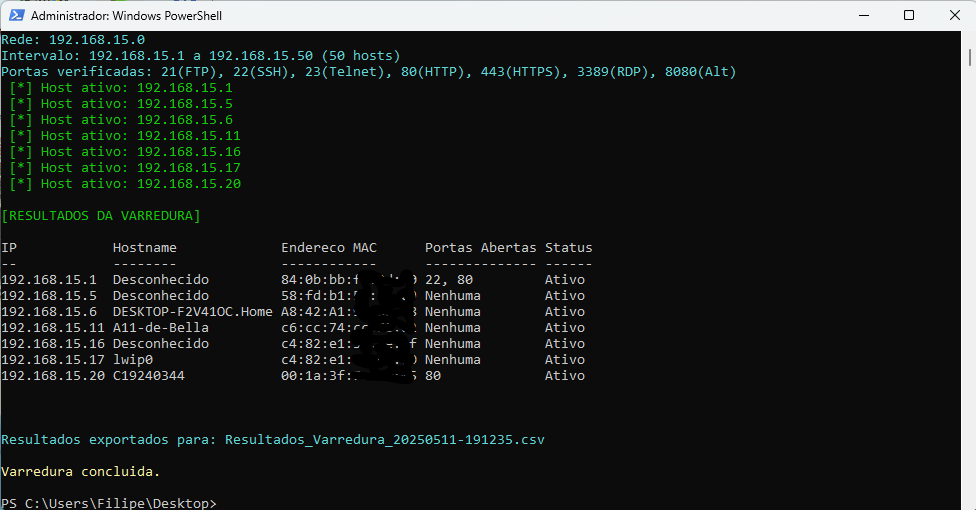 Administrador: Windows PowerShell
Rede: 192.168.15.0
Intervalo: 192.168.15.1 a 192.168.15.50 (50 hosts)
Portas verificadas: 21(FTP), 22(SSH), 23(Telnet), 80(HTTP), 443(HTTPS), 3389(RDP), 8080(Alt)
[*] Host ativo: 192.168.15.1
[*] Host ativo: 192.168.15.5
[*] Host ativo: 192.168.15.6
[*] Host ativo: 192.168.15.11
[*] Host ativo: 192.168.15.16
[*] Host ativo: 192.168.15.17
[*] Host ativo: 192.168.15.20
[RESULTADOS DA VARREDURA]
IP Hostname Endereco MAC Portas Abertas Status
-- -------- ------------ -------------- ------
192.168.15.1 Desconhecido 84:0b:bb: 22, 80 Ativo
192.168.15.5 Desconhecido 58:fd:b1: Nenhuma Ativo
192.168.15.6 DESKTOP-F2V41OC.Home A8:42:A1: Nenhuma Ativo
192.168.15.11 A11-de-Bella c6:cc:74: Nenhuma Ativo
192.168.15.16 Desconhecido c4:82:e1: Nenhuma Ativo
192.168.15.17 lwip0 c4:82:e1: Nenhuma Ativo
192.168.15.20 C19240344 00:1a:3f: 80 Ativo
Resultados exportados para: Resultados_Varredura_20250511-191235.csv
Varredura concluida.
PS C:\Users\Filipe\Desktop>